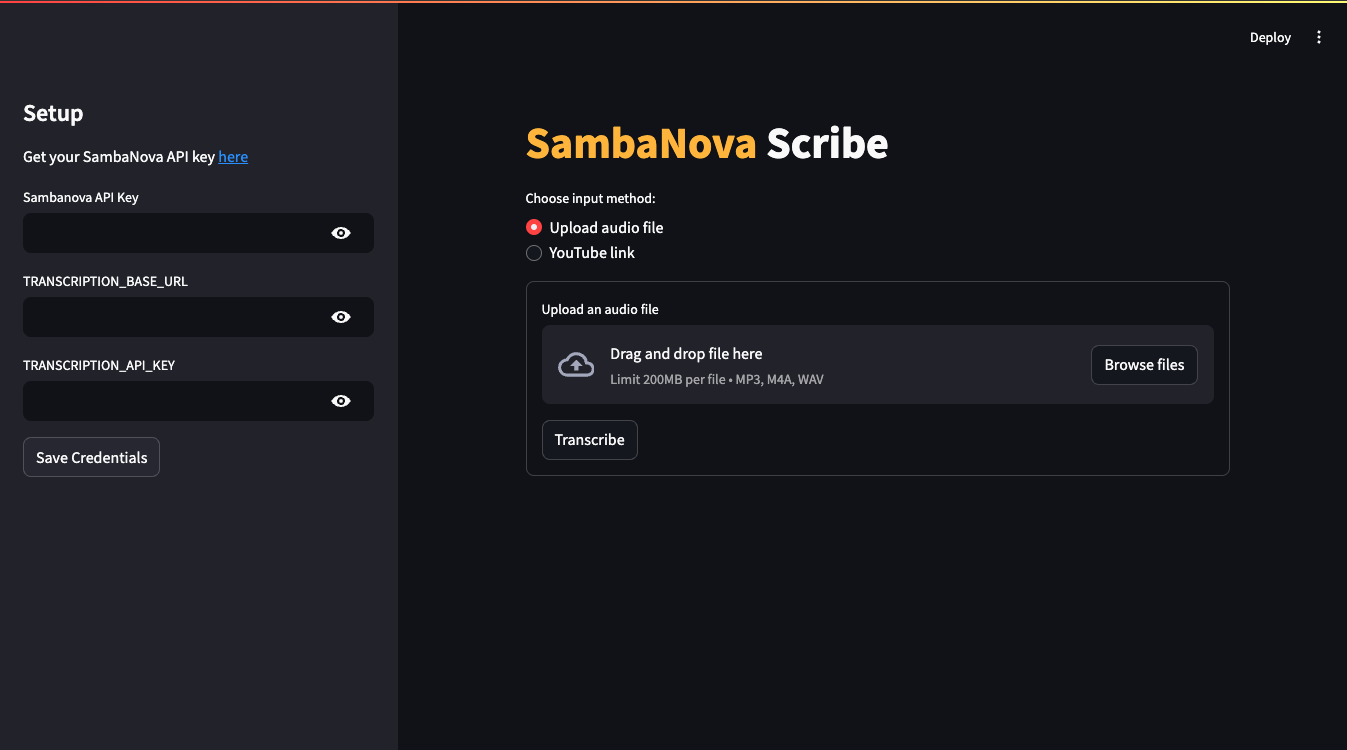 Deploy
Setup
Get your SambaNova API key here
Sambanova API Key
TRANSCRIPTION_BASE_URL
TRANSCRIPTION_API_KEY
Save Credentials
SambaNova Scribe
Choose input method:
Upload audio file
YouTube link
Upload an audio file
Drag and drop file here
Limit 200MB per file • MP3, M4A, WAV
Browse files
Transcribe